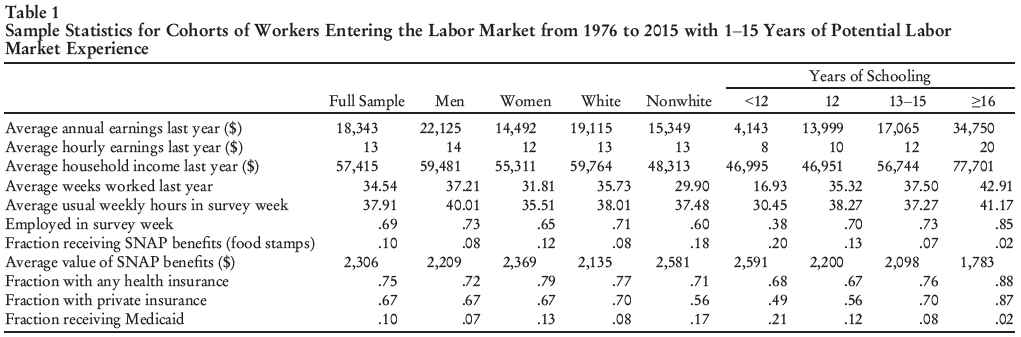 Table 1
Sample Statistics for Cohorts of Workers Entering the Labor Market from 1976 to 2015 with 1–15 Years of Potential Labor
Market Experience
Years of Schooling
Full Sample Men Women White Nonwhite <12 12 13–15 ≥16
Average annual earnings last year ($) 18,343 22,125 14,492 19,115 15,349 4,143 13,999 17,065 34,750
Average hourly earnings last year ($) 13 14 12 13 13 8 10 12 20
Average household income last year ($) 57,415 59,481 55,311 59,764 48,313 46,995 46,951 56,744 77,701
Average weeks worked last year 34.54 37.21 31.81 35.73 29.90 16.93 35.32 37.50 42.91
Average usual weekly hours in survey week 37.91 40.01 35.51 38.01 37.48 30.45 38.27 37.27 41.17
Employed in survey week .69 .73 .65 .71 .60 .38 .70 .73 .85
Fraction receiving SNAP benefits (food stamps) .10 .08 .12 .08 .18 .20 .13 .07 .02
Average value of SNAP benefits ($) 2,306 2,209 2,369 2,135 2,581 2,591 2,200 2,098 1,783
Fraction with any health insurance .75 .72 .79 .77 .71 .68 .67 .76 .88
Fraction with private insurance .67 .67 .67 .70 .56 .49 .56 .70 .87
Fraction receiving Medicaid .10 .07 .13 .08 .17 .21 .12 .08 .02